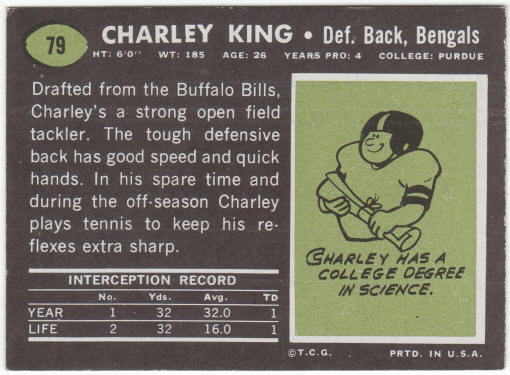 79
CHARLEY KING • Def. Back, Bengals
HT: 6'0" WT: 185 AGE: 26 YEARS PRO: 4 COLLEGE: PURDUE
Drafted from the Buffalo Bills,
Charley's a strong open field
tackler. The tough defensive
back has good speed and quick
hands. In his spare time and
during the off-season Charley
plays tennis to keep his re-
flexes extra sharp.
INTERCEPTION RECORD
No. Yds. Avg. TD
YEAR 1 32 32.0 1
LIFE 2 32 16.0 1
CHARLEY HAS A
COLLEGE DEGREE
IN SCIENCE.
©T.C.G. PRTD. IN U.S.A.